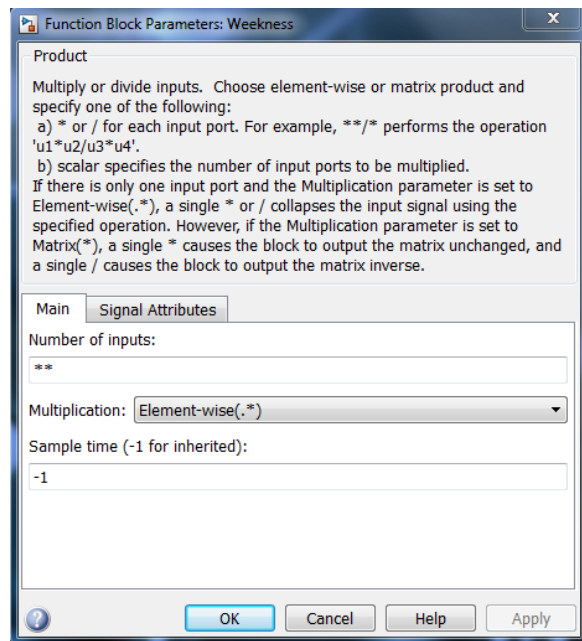 Function Block Parameters: Weekness
x
Product
Multiply or divide inputs.  Choose element-wise or matrix product and
specify one of the following:
a) * or / for each input port. For example, **/* performs the operation
'u1*u2/u3*u4'.
b) scalar specifies the number of input ports to be multiplied.
If there is only one input port and the Multiplication parameter is set to
Element-wise(.*), a single * or / collapses the input signal using the
specified operation. However, if the Multiplication parameter is set to
Matrix(*), a single * causes the block to output the matrix unchanged, and
a single / causes the block to output the matrix inverse.
Main Signal Attributes
Number of inputs:
**
Multiplication: Element-wise(.*)
Sample time (-1 for inherited):
-1
? OK Cancel Help Apply